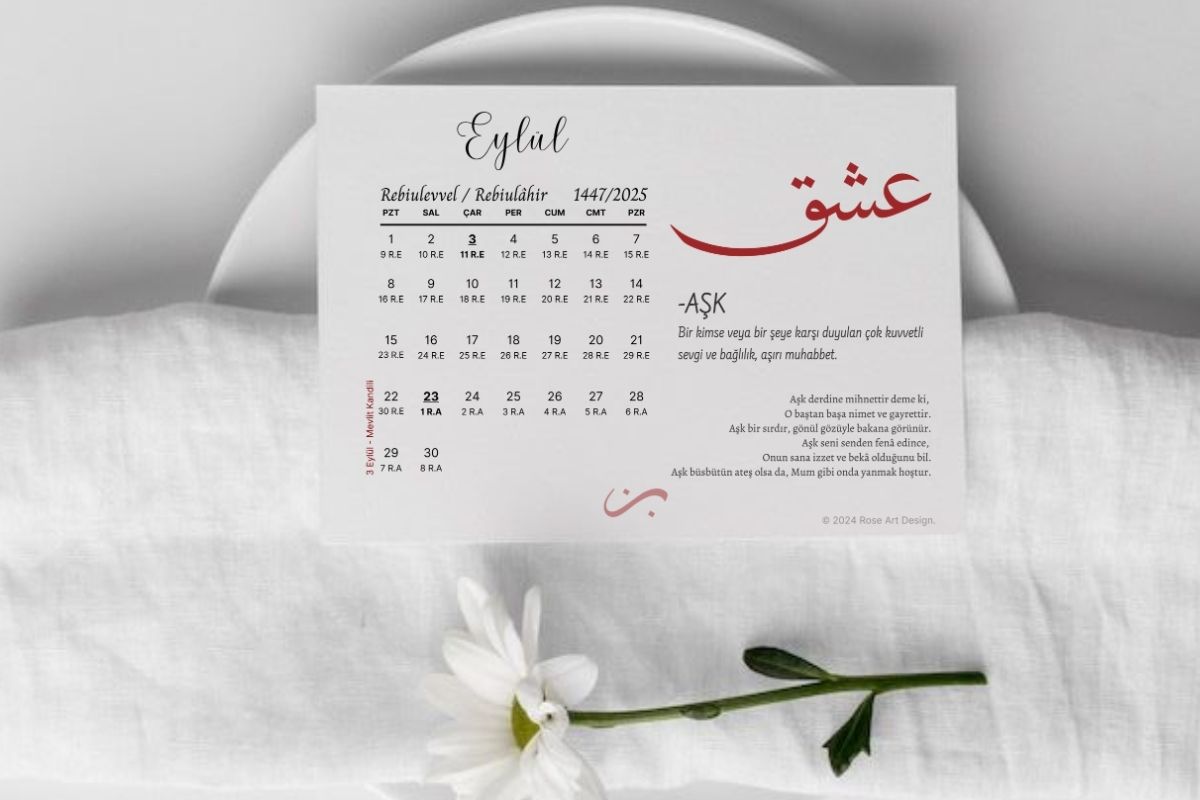 Eylül
Rebiulevvel / Rebiulâhir 1447/2025
PZT SAL ÇAR PER CUM CMT PZR
1 2 3 4 5 6 7
9 R.E 10 R.E 11 R.E 12 R.E 13 R.E 14 R.E 15 R.E
8 9 10 11 12 13 14
16 R.E 17 R.E 18 R.E 19 R.E 20 R.E 21 R.E 22 R.E
15 16 17 18 19 20 21
23 R.E 24 R.E 25 R.E 26 R.E 27 R.E 28 R.E 29 R.E
22 23 24 25 26 27 28
30 R.E 1 R.A 2 R.A 3 R.A 4 R.A 5 R.A 6 R.A
29 30
7 R.A 8 R.A
3 Eylül - Mevlit Kandili
عشق
-AŞK
Bir kimse veya bir şeye karşı duyulan çok kuvvetli
sevgi ve bağlılık, aşırı muhabbet.
Aşk derdine mihnettir deme ki,
O baştan başa nimet ve gayrettir.
Aşk bir sırdır, gönül gözüyle bakana görünür.
Aşk seni senden fenâ edince,
Onun sana izzet ve bekâ olduğunu bil.
Aşk büsbütün ateş olsa da, Mum gibi onda yanmak hoştur.
© 2024 Rose Art Design.